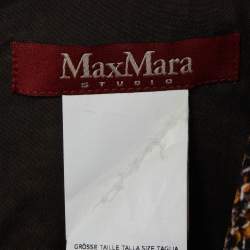 MaxMara
STUDIO
GRÖSSE TAILLE TALLA SIZE TAGLIA